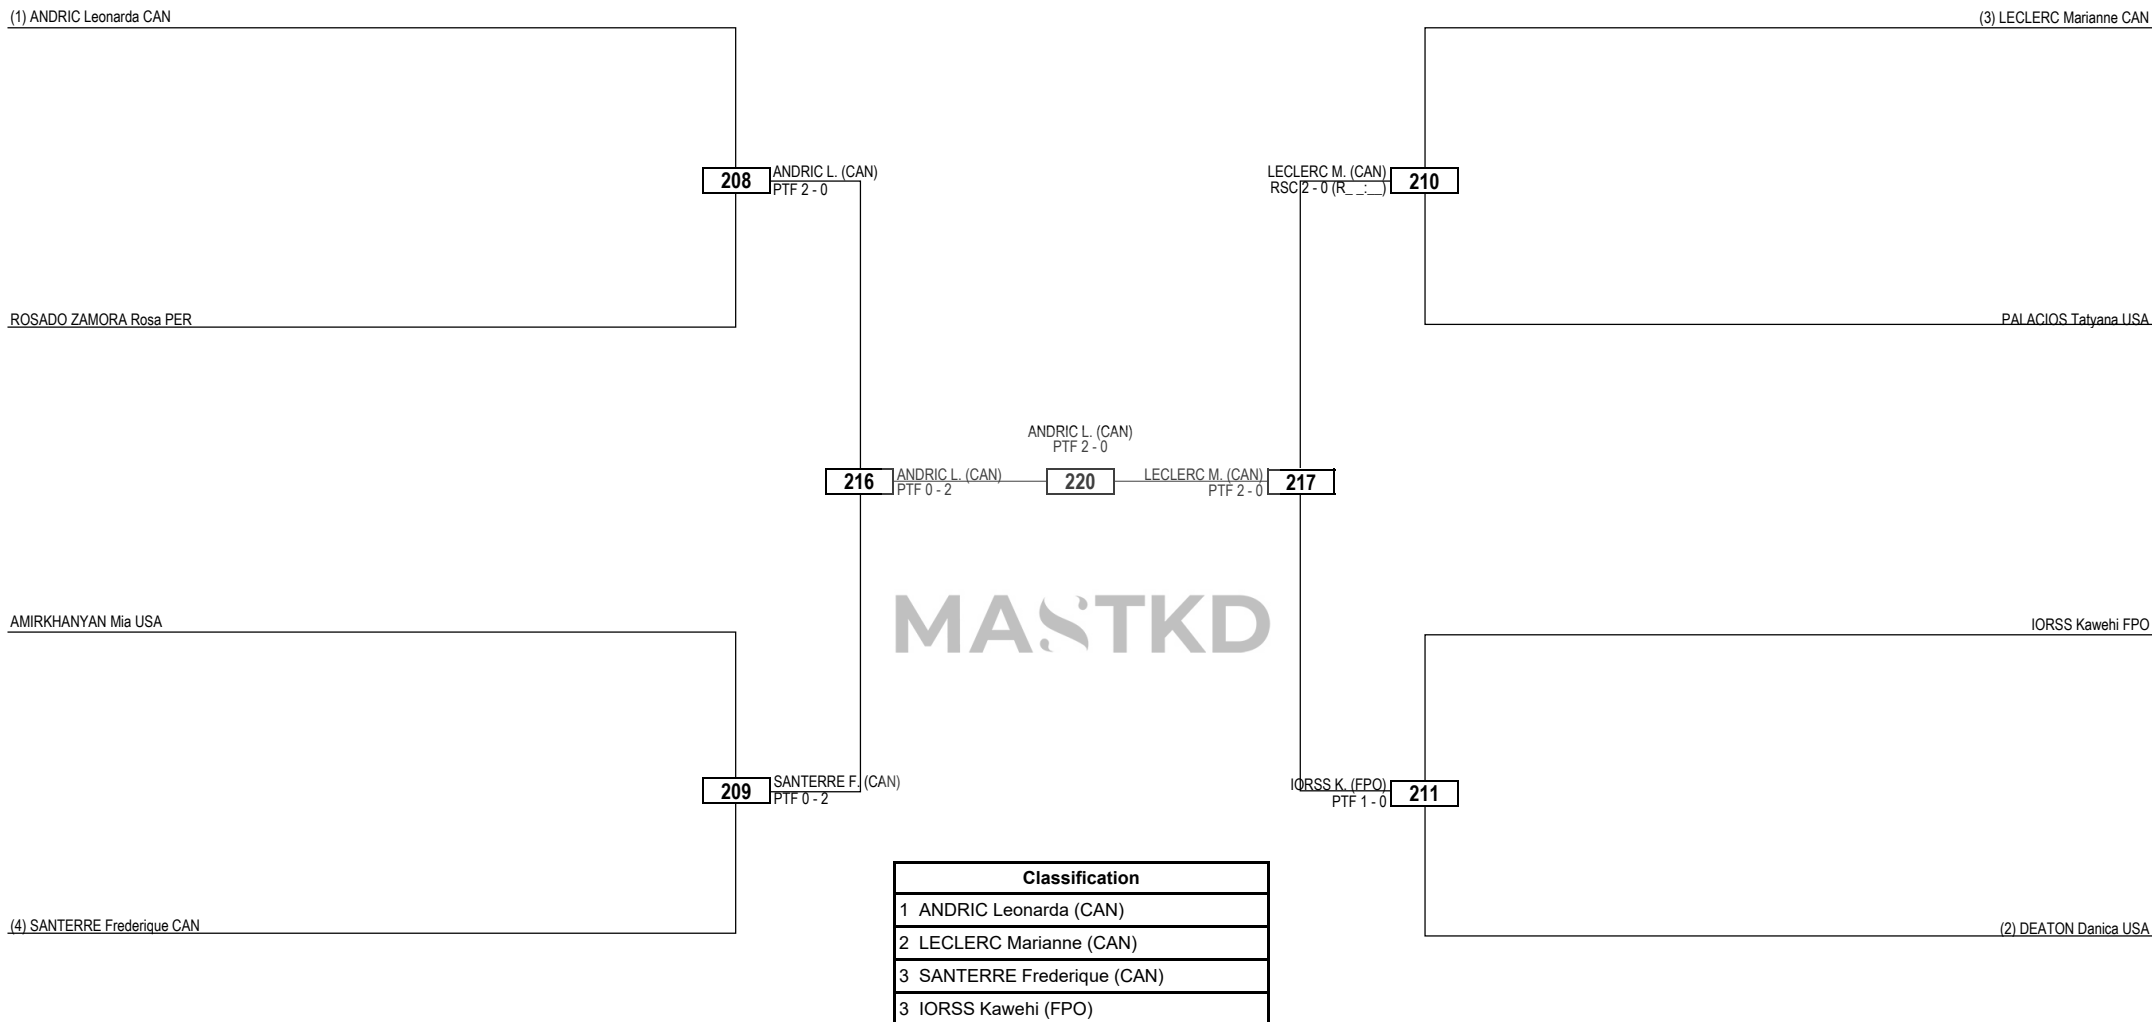 (1) ANDRIC Leonarda CAN
(3) LECLERC Marianne CAN
208
ANDRIC L. (CAN)
PTF 2 - 0
LECLERC M. (CAN)
RSC 2 - 0 (R_ _:__)
210
ROSADO ZAMORA Rosa PER
PALACIOS Tatyana USA
ANDRIC L. (CAN)
PTF 2 - 0
216
ANDRIC L. (CAN)
PTF 0 - 2
220
LECLERC M. (CAN)
PTF 2 - 0
217
MASTKD
AMIRKHANYAN Mia USA
IORSS Kawehi FPO
209
SANTERRE F. (CAN)
PTF 0 - 2
IORSS K. (FPO)
PTF 1 - 0
211
(4) SANTERRE Frederique CAN
(2) DEATON Danica USA
Classification
1 ANDRIC Leonarda (CAN)
2 LECLERC Marianne (CAN)
3 SANTERRE Frederique (CAN)
3 IORSS Kawehi (FPO)